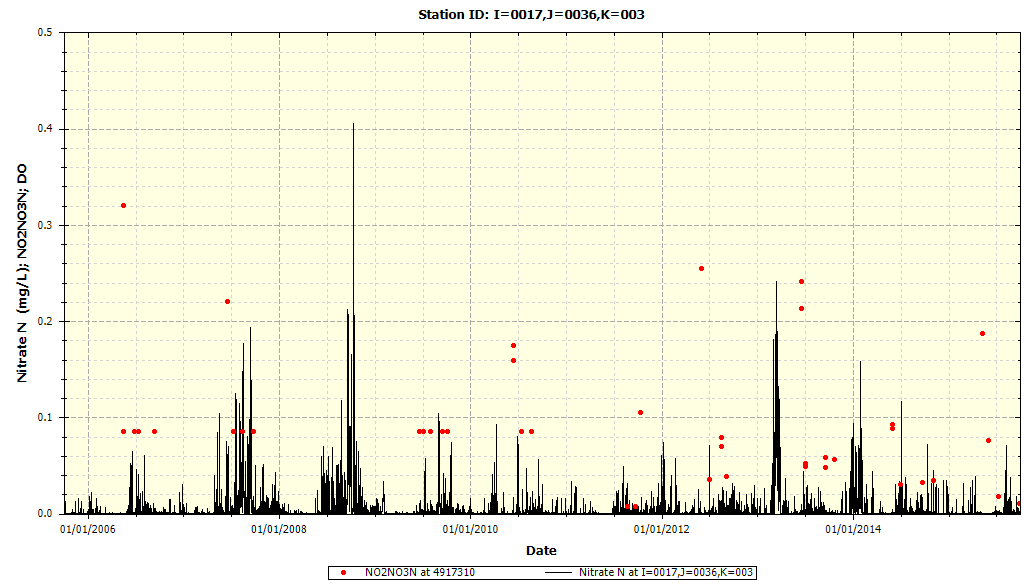 Station ID: I=0017,J=0036,K=003
Nitrate N (mg/L); NO2NO3N; DO
0.5
0.4
0.3
0.2
0.1
0.0
01/01/2006 01/01/2008 01/01/2010 01/01/2012 01/01/2014
Date
NO2NO3N at 4917310 Nitrate N at I=0017,J=0036,K=003